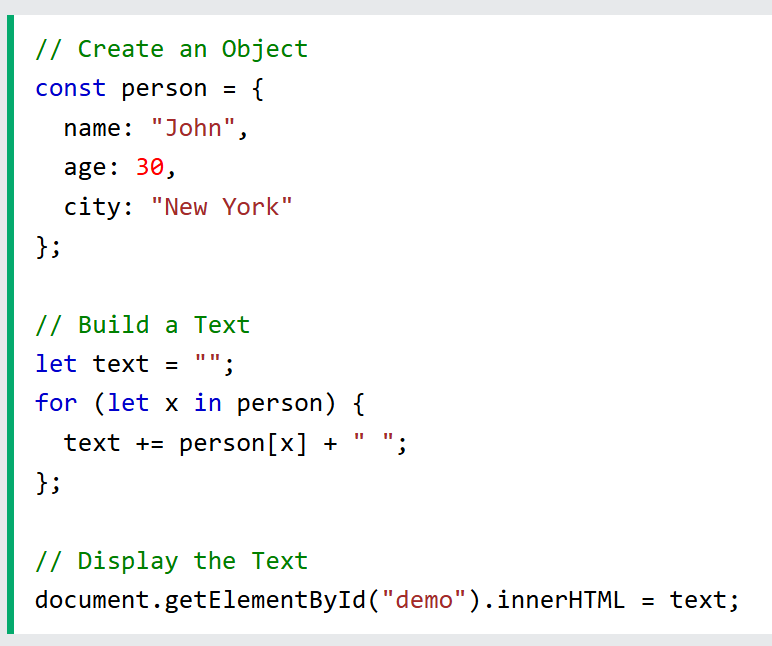 // Create an Object
const person = {
  name: "John",
  age: 30,
  city: "New York"
};

// Build a Text
let text = "";
for (let x in person) {
  text += person[x] + " ";
};

// Display the Text
document.getElementById("demo").innerHTML = text;